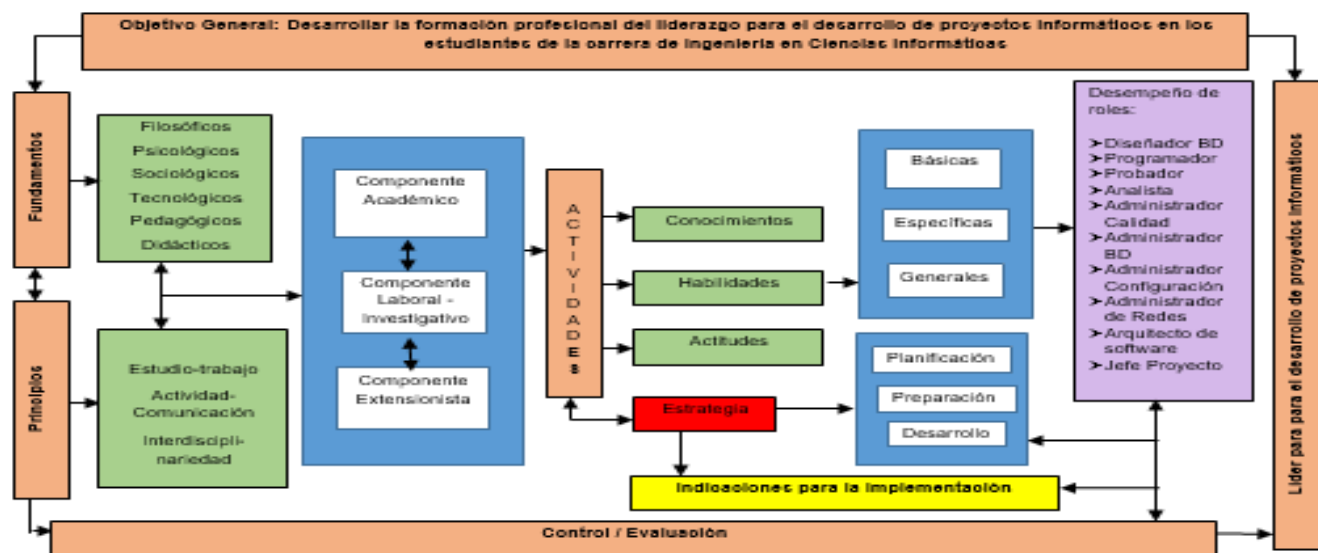 Objetivo General: Desarrollar la formación profesional del liderazgo para el desarrollo de proyectos informáticos en los
estudiantes de la carrera de Ingeniería en Ciencias Informáticas
Fundamentos
Filosóficos
Psicológicos
Sociológicos
Tecnológicos
Pedagógicos
Didácticos
Principios
Estudio-trabajo
Actividad-
Comunicación
Interdiscipli-
nariedad
Componente
Académico
Componente
Laboral -
Investigativo
Componente
Extensionista
ACTIVIDADES
Conocimientos
Habilidades
Actitudes
Estrategia
Básicas
Específicas
Generales
Planificación
Preparación
Desarrollo
Indicaciones para la implementación
Desempeño de
roles:
➤Diseñador BD
➤Programador
➤Probador
➤Analista
➤Administrador
Calidad
➤Administrador
BD
➤Administrador
Configuración
➤Administrador
de Redes
➤Arquitecto de
software
➤Jefe Proyecto
Líder para para el desarrollo de proyectos informáticos
Control / Evaluación